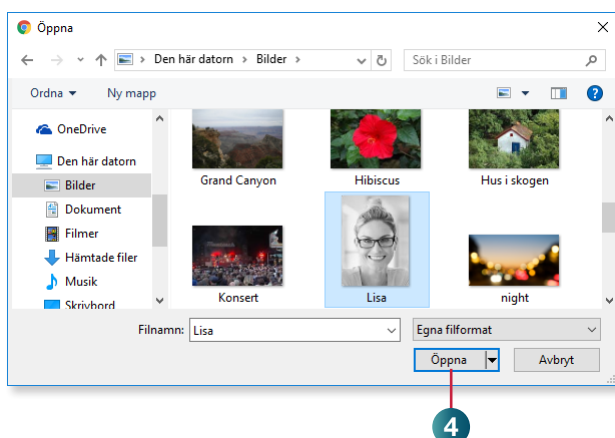 Öppna
Den här datorn › Bilder ›
Sök i Bilder
Ordna
Ny mapp
OneDrive
Den här datorn
Bilder
Dokument
Filmer
Hämtade filer
Musik
Skrivbord
Grand Canyon
Hibiscus
Hus i skogen
Konsert
Lisa
night
Filnamn: Lisa
Egna filformat
Öppna
Avbryt
4